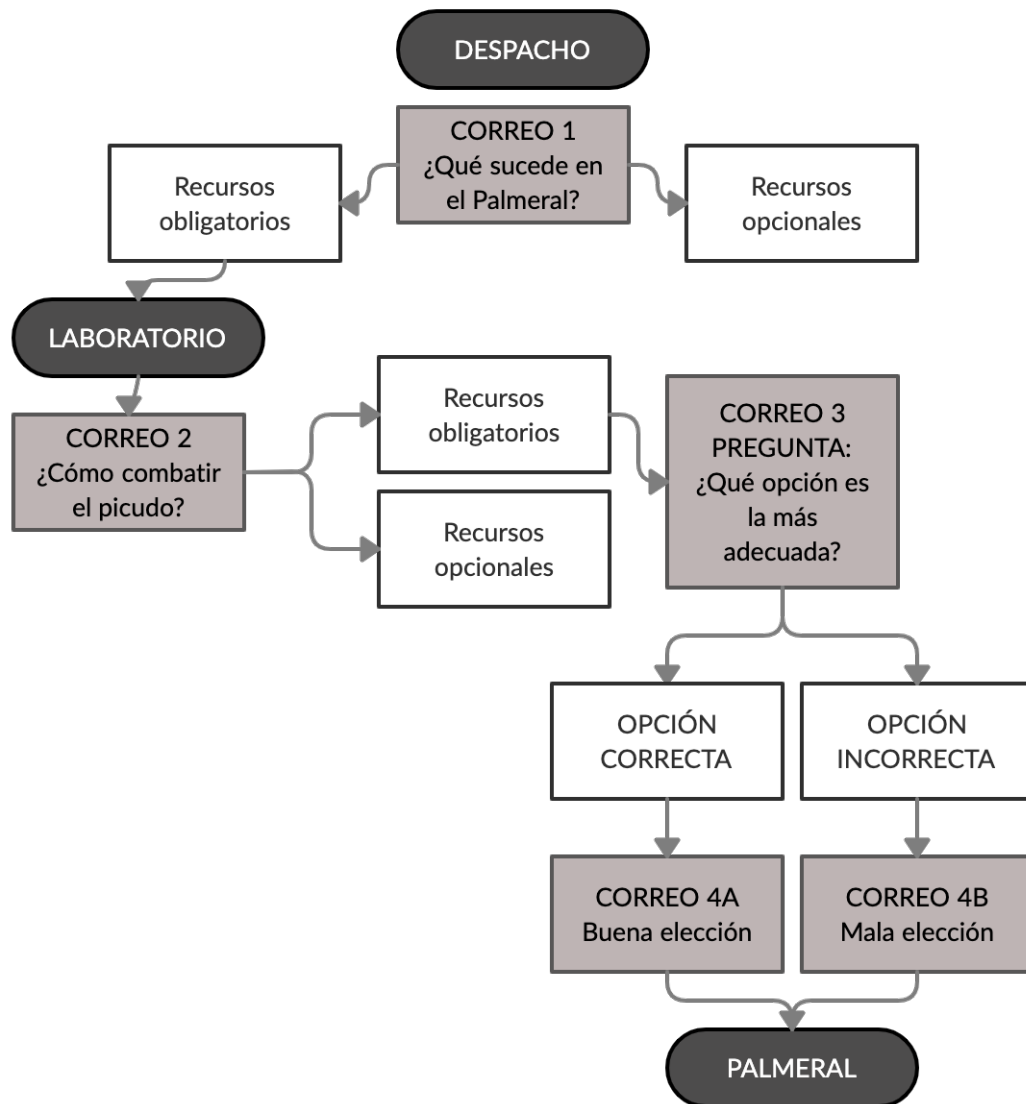 DESPACHO
CORREO 1
¿Qué sucede en
el Palmeral?
Recursos
obligatorios
Recursos
opcionales
LABORATORIO
CORREO 2
¿Cómo combatir
el picudo?
Recursos
obligatorios
Recursos
opcionales
CORREO 3
PREGUNTA:
¿Qué opción es
la más
adecuada?
OPCIÓN
CORRECTA
OPCIÓN
INCORRECTA
CORREO 4A
Buena elección
CORREO 4B
Mala elección
PALMERAL